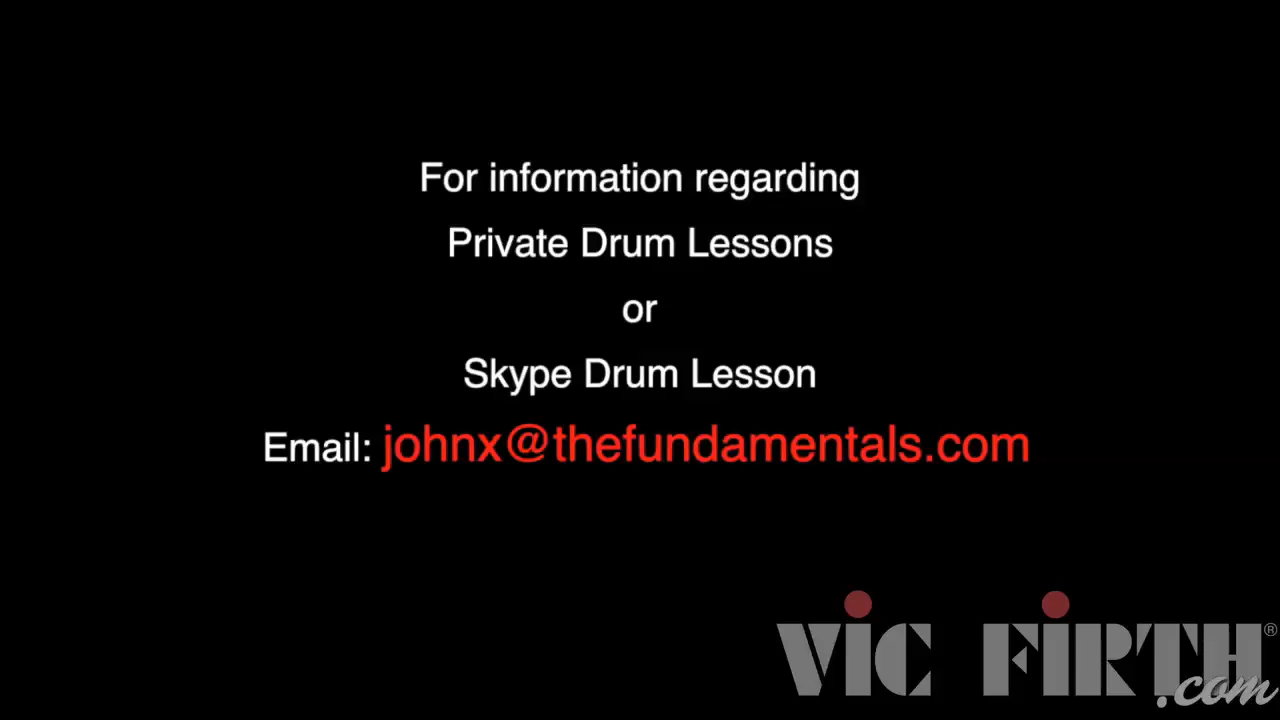 For information regarding
Private Drum Lessons
or
Skype Drum Lesson
Email: johnx@thefundamentals.com
VIC FIRTH®
.com